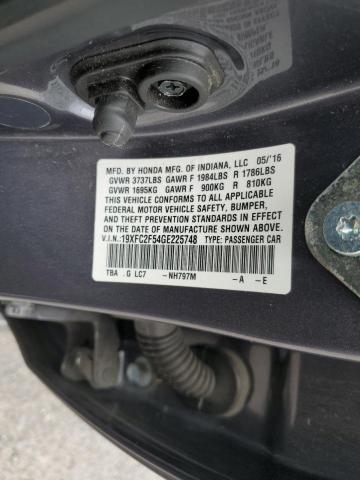 MFD. BY HONDA MFG. OF INDIANA, LLC 05/'16
GVWR 3737LBS GAWR F 1984LBS R 1786LBS
GVWR 1695KG GAWR F 900KG R 810KG
THIS VEHICLE CONFORMS TO ALL APPLICABLE
FEDERAL MOTOR VEHICLE SAFETY, BUMPER,
AND THEFT PREVENTION STANDARDS IN EFFECT
ON THE DATE OF MANUFACTURE SHOWN ABOVE.
V.I.N.:19XFC2F54GE225748 TYPE: PASSENGER CAR
TBA . G LC7 -NH797M -A -E